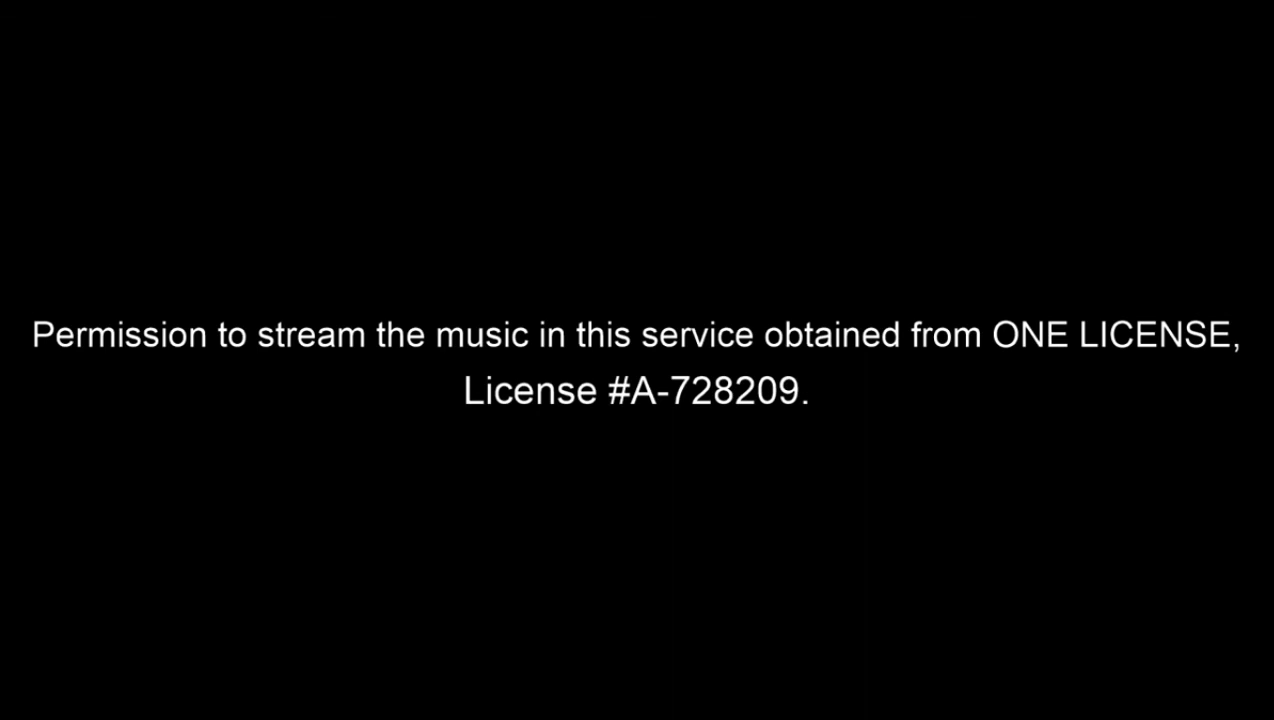 Permission to stream the music in this service obtained from ONE LICENSE,
License #A-728209.